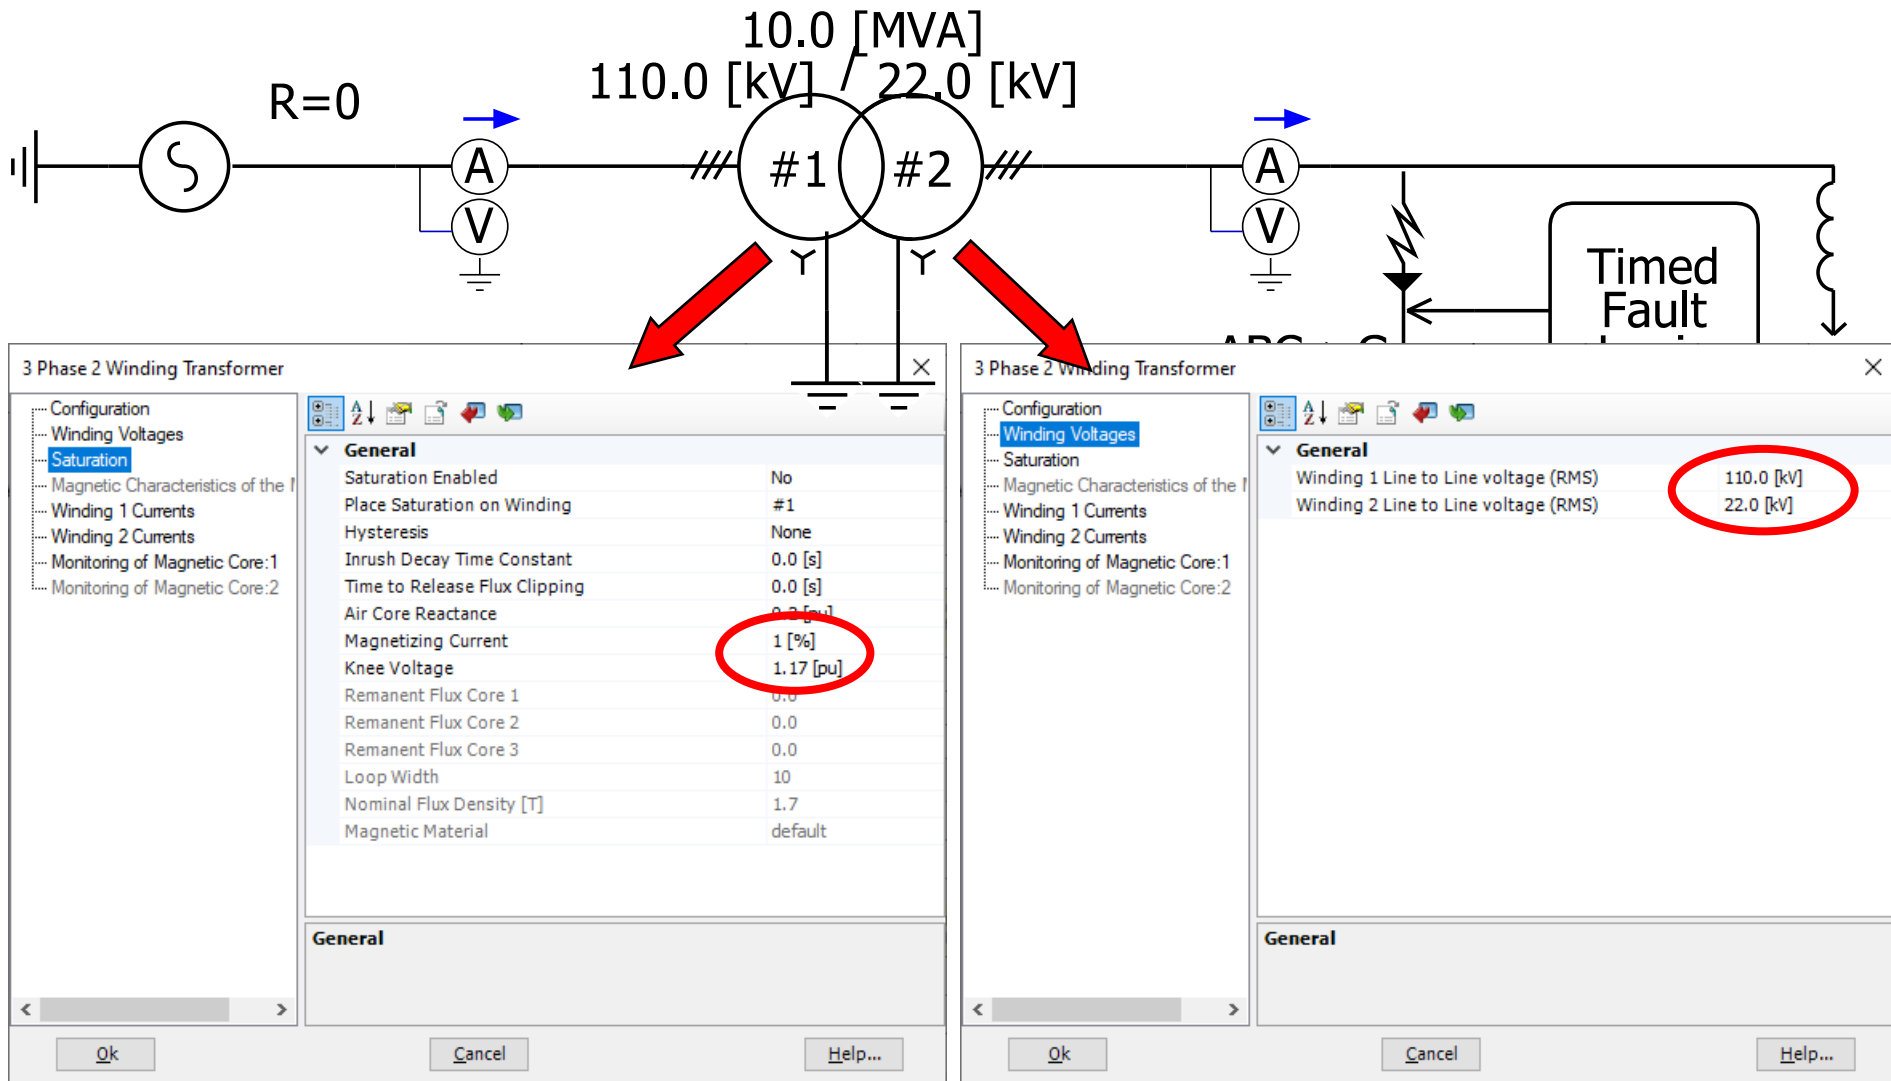 10.0 [MVA]
110.0 [kV] / 22.0 [kV]
R=0
A
V
#1
#2
A
V
Timed
Fault
3 Phase 2 Winding Transformer
Configuration
Winding Voltages
Saturation
Magnetic Characteristics of the
Winding 1 Currents
Winding 2 Currents
Monitoring of Magnetic Core:1
Monitoring of Magnetic Core:2
General
Saturation Enabled No
Place Saturation on Winding #1
Hysteresis None
Inrush Decay Time Constant 0.0 [s]
Time to Release Flux Clipping 0.0 [s]
Air Core Reactance 0.2 [pu]
Magnetizing Current 1 [%]
Knee Voltage 1.17 [pu]
Remanent Flux Core 1 0.0
Remanent Flux Core 2 0.0
Remanent Flux Core 3 0.0
Loop Width 10
Nominal Flux Density [T] 1.7
Magnetic Material default
General
Ok
Cancel
Help...
3 Phase 2 Winding Transformer
Configuration
Winding Voltages
Saturation
Magnetic Characteristics of the
Winding 1 Currents
Winding 2 Currents
Monitoring of Magnetic Core:1
Monitoring of Magnetic Core:2
General
Winding 1 Line to Line voltage (RMS) 110.0 [kV]
Winding 2 Line to Line voltage (RMS) 22.0 [kV]
General
Ok
Cancel
Help...